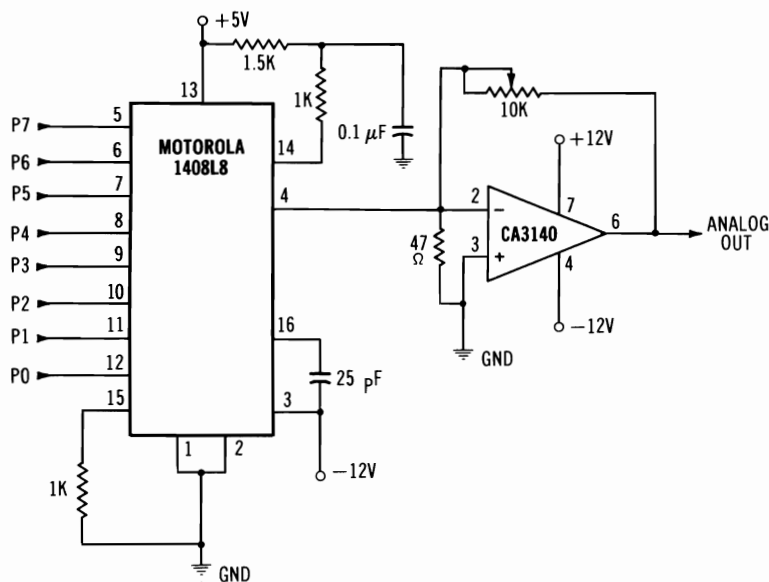 +5V
1.5K
13
1K
0.1 μF
10K
P7
5
MOTOROLA
1408L8
14
+12V
P6
6
P5
7
4
2
−
7
P4
8
47
Ω
CA3140
6
ANALOG
OUT
P3
9
3
+
4
P2
10
P1
11
16
−12V
GND
P0
12
25 pF
15
3
1
2
−12V
1K
GND